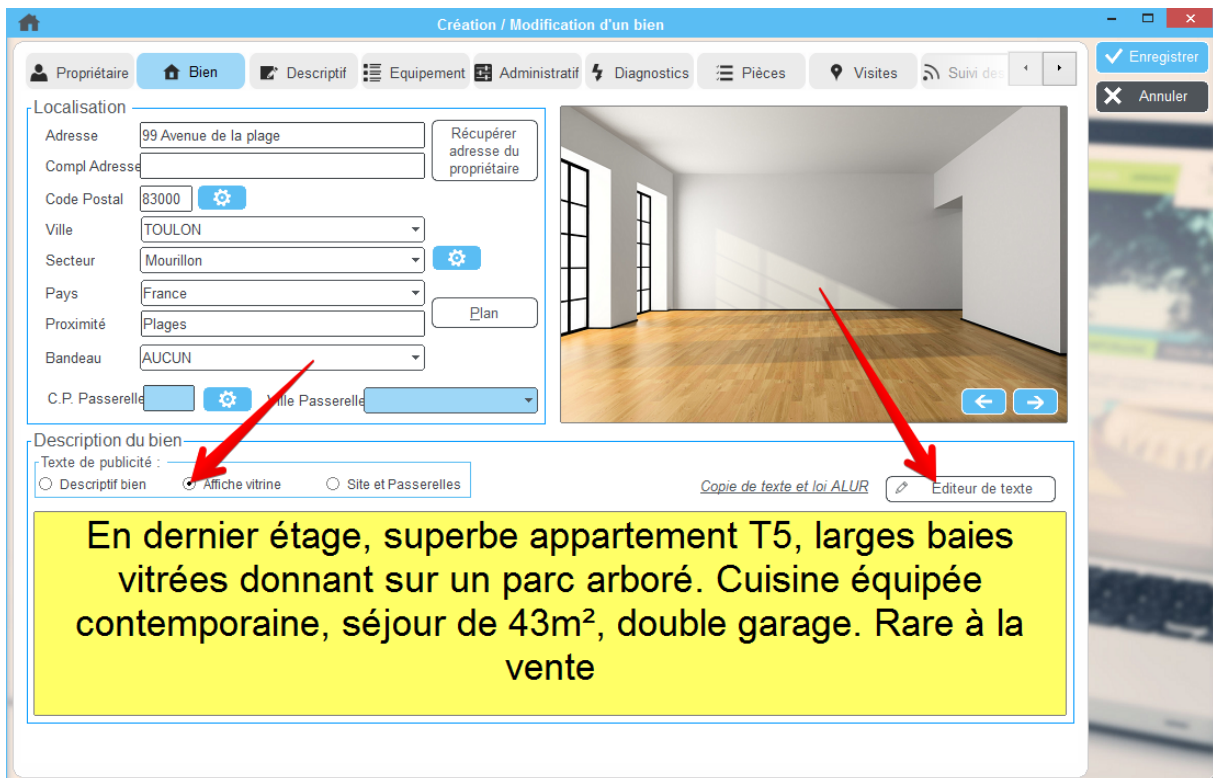 Création / Modification d'un bien
Propriétaire
Bien
Descriptif
Equipement
Administratif
Diagnostics
Pièces
Visites
Suivi des
Enregistrer
Annuler
Localisation
Adresse
99 Avenue de la plage
Récupérer
adresse du
propriétaire
Compl Adresse
Code Postal
83000
Ville
TOULON
Secteur
Mourillon
Pays
France
Plan
Proximité
Plages
Bandeau
AUCUN
C.P. Passerelle
Ville Passerelle
Description du bien
Texte de publicité :
Descriptif bien
Affiche vitrine
Site et Passerelles
Copie de texte et loi ALUR
Editeur de texte
En dernier étage, superbe appartement T5, larges baies
vitrées donnant sur un parc arboré. Cuisine équipée
contemporaine, séjour de 43m², double garage. Rare à la
vente